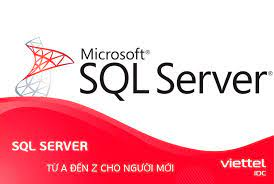 Microsoft®
SQL Server®
SQL SERVER
TỪ A ĐẾN Z CHO NGƯỜI MỚI
viettel
IDC